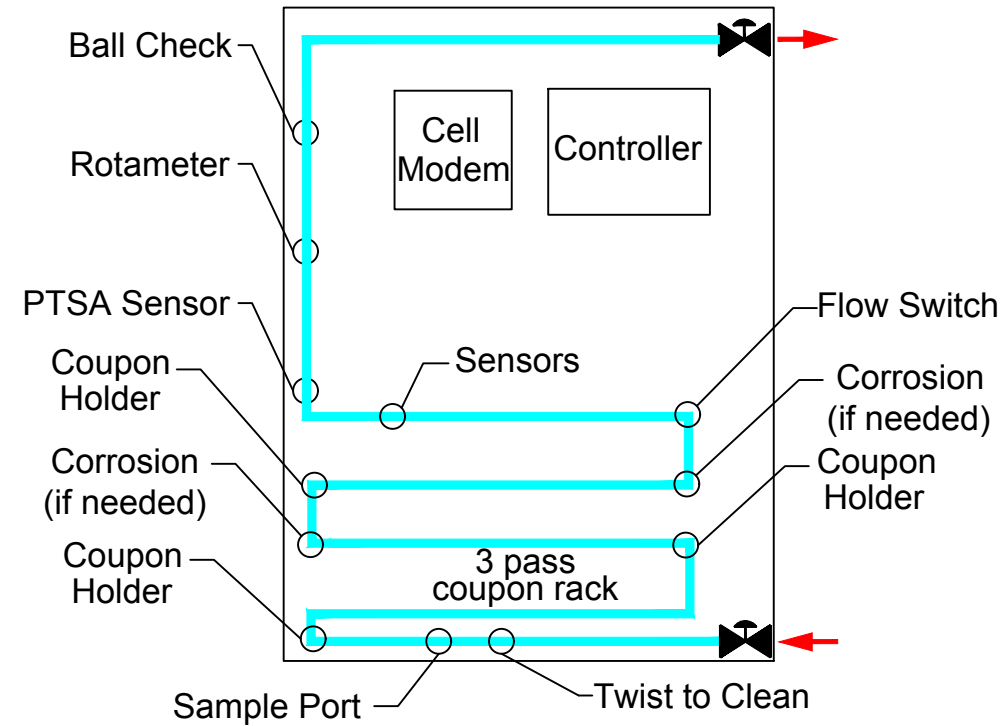 Ball Check
Cell
Modem
Controller
Rotameter
PTSA Sensor
Flow Switch
Coupon
Holder
Sensors
Corrosion
(if needed)
Corrosion
(if needed)
Coupon
Holder
Coupon
Holder
3 pass
coupon rack
Sample Port
Twist to Clean